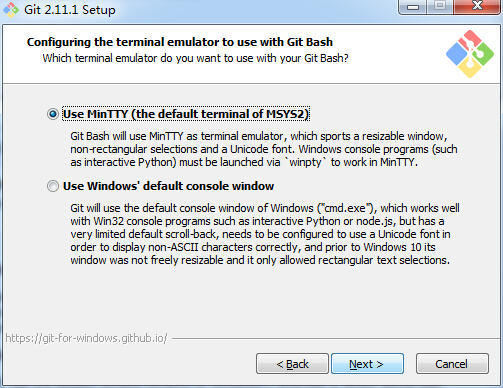 Git 2.11.1 Setup
Configuring the terminal emulator to use with Git Bash
Which terminal emulator do you want to use with your Git Bash?
Use MinTTY (the default terminal of MSYS2)
Git Bash will use MinTTY as terminal emulator, which sports a resizable window,
non-rectangular selections and a Unicode font. Windows console programs (such
as interactive Python) must be launched via `winpty` to work in MinTTY.
Use Windows' default console window
Git will use the default console window of Windows ("cmd.exe"), which works well
with Win32 console programs such as interactive Python or node.js, but has a
very limited default scroll-back, needs to be configured to use a Unicode font in
order to display non-ASCII characters correctly, and prior to Windows 10 its
window was not freely resizable and it only allowed rectangular text selections.
https://git-for-windows.github.io/
< Back
Next >
Cancel